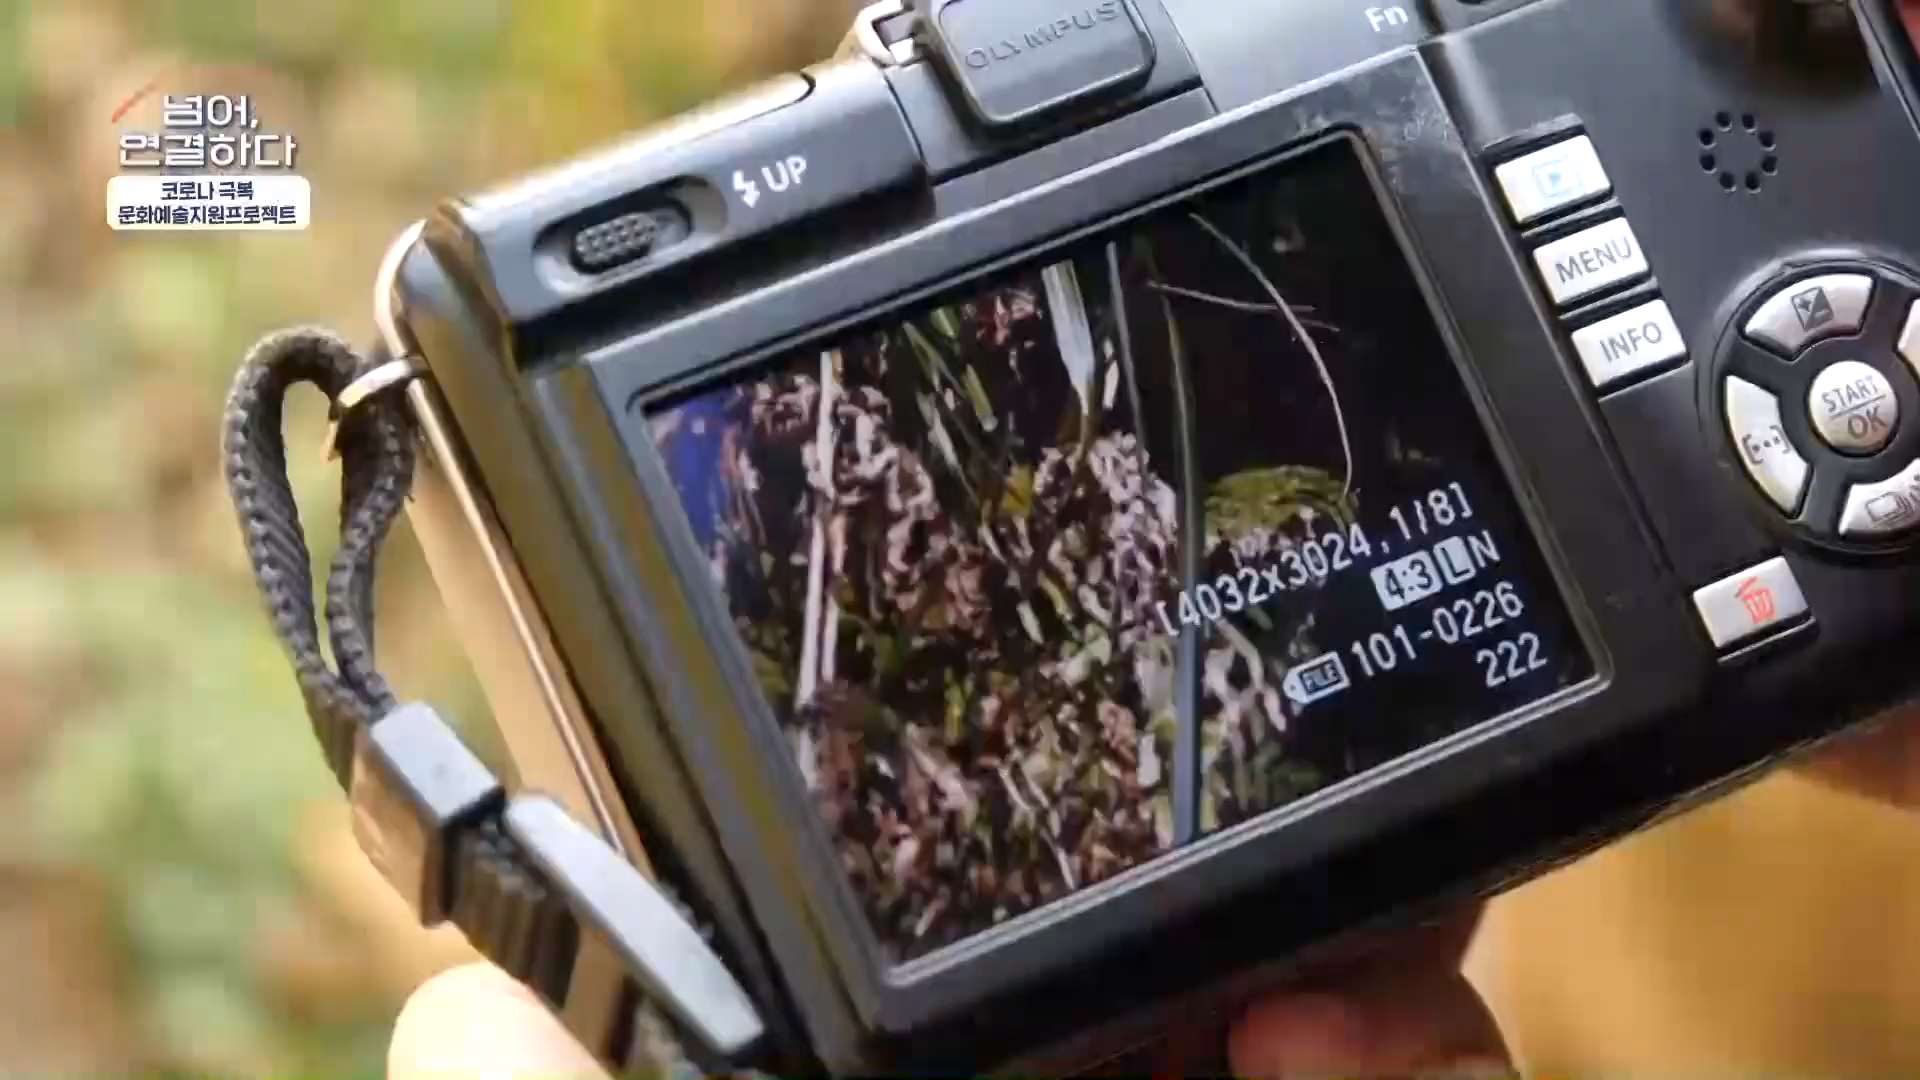 넘어,
연결하다
코로나 극복
문화예술지원프로젝트
OLYMPUS
Fn
UP
MENU
INFO
START
OK
[4032x3024,1/8]
4:3 L N
FILE 101-0226
222